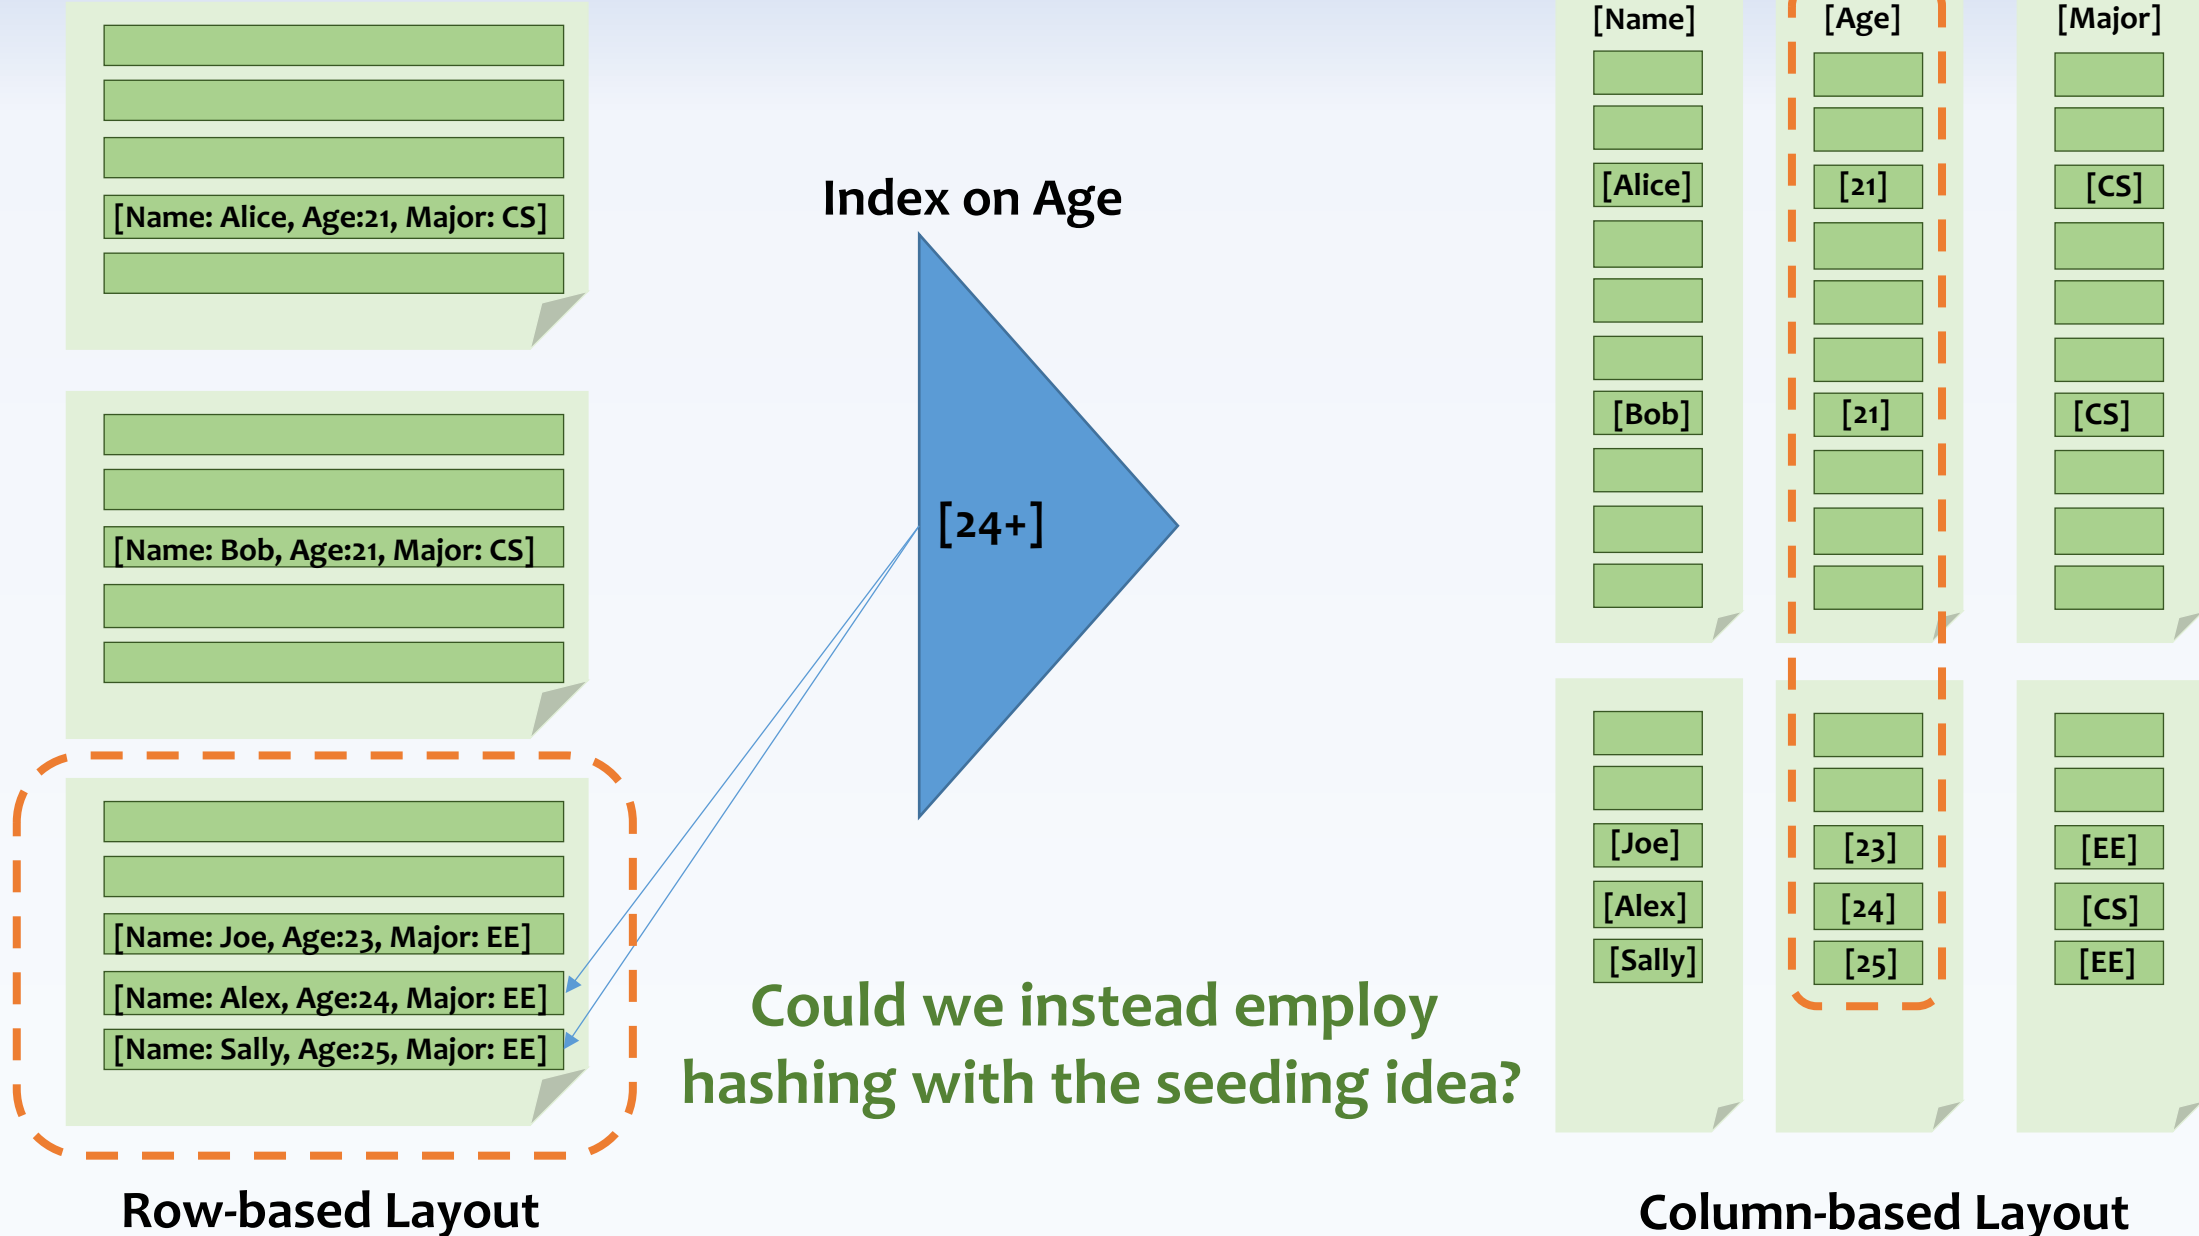 [Name: Alice, Age:21, Major: CS]
[Name: Bob, Age:21, Major: CS]
[Name: Joe, Age:23, Major: EE]
[Name: Alex, Age:24, Major: EE]
[Name: Sally, Age:25, Major: EE]
Row-based Layout
Index on Age
[24+]
Could we instead employ
hashing with the seeding idea?
[Name] [Age] [Major]
[Alice] [21] [CS]
[Bob] [21] [CS]
[Joe] [23] [EE]
[Alex] [24] [CS]
[Sally] [25] [EE]
Column-based Layout